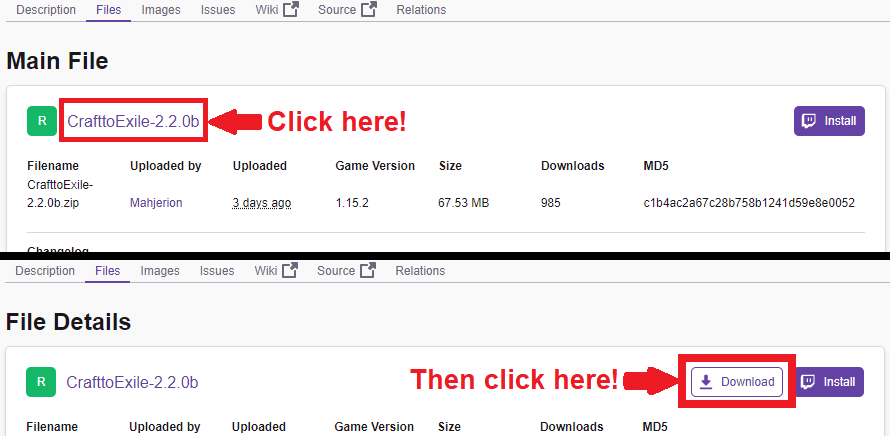 Description Files Images Issues Wiki Source Relations
Main File
R CrafttoExile-2.2.0b Click here! Install
Filename Uploaded by Uploaded Game Version Size Downloads MD5
CrafttoExile-
2.2.0b.zip Mahjerion 3 days ago 1.15.2 67.53 MB 985 c1b4ac2a67c28b758b1241d59e8e0052
Changelog
Description Files Images Issues Wiki Source Relations
File Details
R CrafttoExile-2.2.0b Then click here! Download Install
Filename Uploaded by Uploaded Game Version Size Downloads MD5